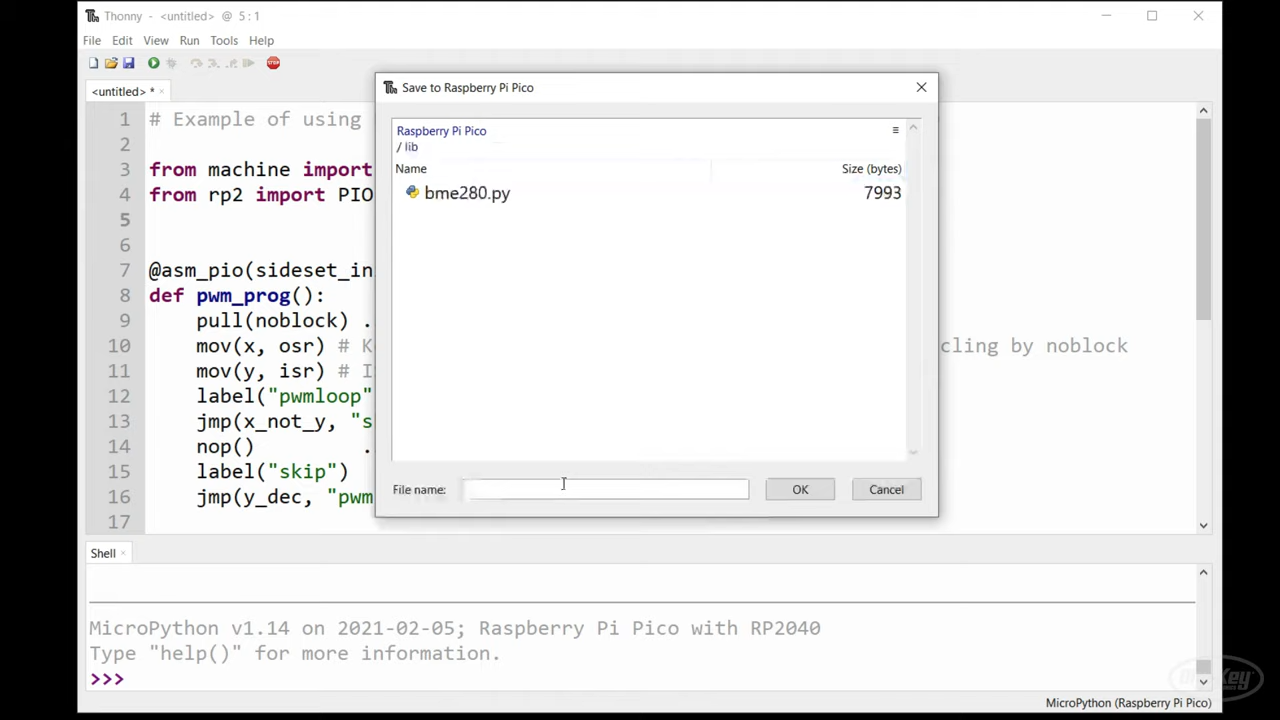 Thonny - <untitled> @ 5 : 1
File Edit View Run Tools Help
<untitled> *
1 # Example of using
2
3 from machine import
4 from rp2 import PIO
5
6
7 @asm_pio(sideset_in
8 def pwm_prog():
9 pull(noblock) .
10 mov(x, osr) # K cling by noblock
11 mov(y, isr) # I
12 label("pwmloop"
13 jmp(x_not_y, "s
14 nop() .
15 label("skip")
16 jmp(y_dec, "pwm
17
Save to Raspberry Pi Pico
Raspberry Pi Pico
/ lib
Name Size (bytes)
bme280.py 7993
File name: OK Cancel
Shell
MicroPython v1.14 on 2021-02-05; Raspberry Pi Pico with RP2040
Type "help()" for more information.
>>>
MicroPython (Raspberry Pi Pico)